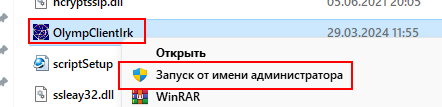 ncryptssip.dll 05.06.2021 20:05
OlympClientIrk 29.03.2024 11:55
Открыть
scriptSetup
Запуск от имени администратора
ssleay32.dll
WinRAR